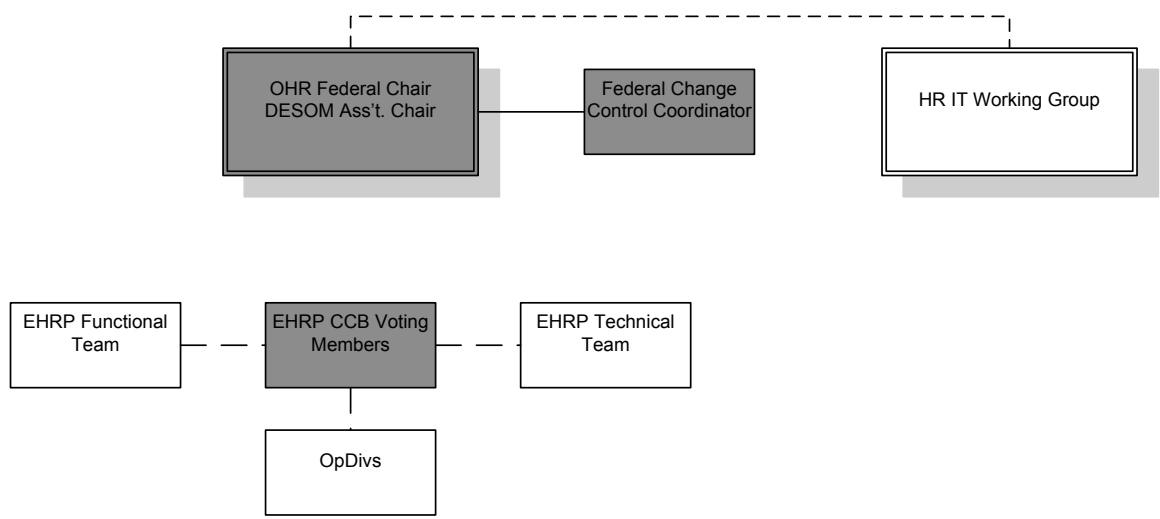 OHR Federal Chair
DESOM Ass't. Chair
Federal Change
Control Coordinator
HR IT Working Group
EHRP Functional
Team
EHRP CCB Voting
Members
EHRP Technical
Team
OpDivs